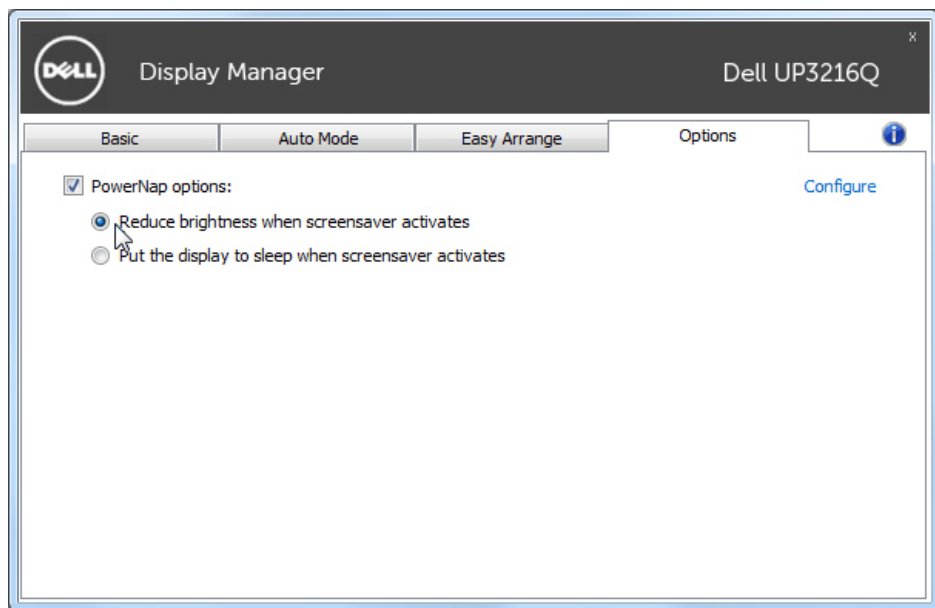 DELL
Display Manager
Dell UP3216Q
x
Basic
Auto Mode
Easy Arrange
Options
i
PowerNap options:
Configure
Reduce brightness when screensaver activates
Put the display to sleep when screensaver activates